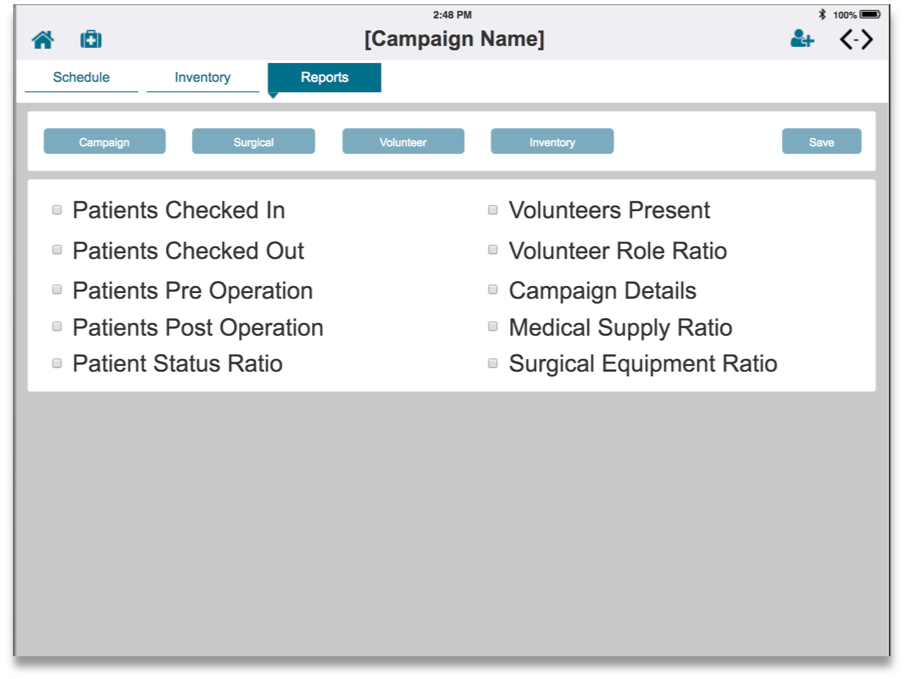 2:48 PM 100%
[Campaign Name]
Schedule Inventory Reports
Campaign Surgical Volunteer Inventory Save
Patients Checked In Volunteers Present
Patients Checked Out Volunteer Role Ratio
Patients Pre Operation Campaign Details
Patients Post Operation Medical Supply Ratio
Patient Status Ratio Surgical Equipment Ratio